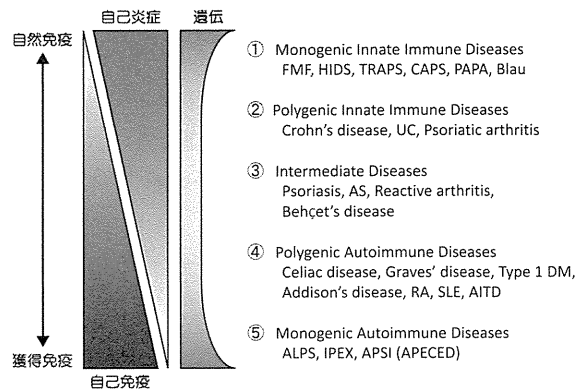 自己炎症
遺伝
自然免疫
① Monogenic Innate Immune Diseases
FMF, HIDS, TRAPS, CAPS, PAPA, Blau
② Polygenic Innate Immune Diseases
Crohn's disease, UC, Psoriatic arthritis
③ Intermediate Diseases
Psoriasis, AS, Reactive arthritis,
Behçet's disease
④ Polygenic Autoimmune Diseases
Celiac disease, Graves' disease, Type 1 DM,
Addison's disease, RA, SLE, AITD
⑤ Monogenic Autoimmune Diseases
ALPS, IPEX, APSI (APECED)
獲得免疫
自己免疫